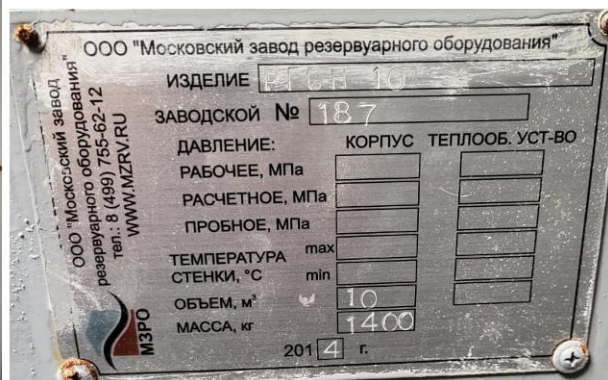 ООО "Московский завод резервуарного оборудования"
ООО "Московский завод
резервуарного оборудования"
тел.: 8 (499) 755-62-12
WWW.MZRV.RU
МЗРО
ИЗДЕЛИЕ 10
ЗАВОДСКОЙ № 187
ДАВЛЕНИЕ: КОРПУС ТЕПЛООБ. УСТ-ВО
РАБОЧЕЕ, МПа
РАСЧЕТНОЕ, МПа
ПРОБНОЕ, МПа
ТЕМПЕРАТУРА max
СТЕНКИ, °С min
ОБЪЕМ, м³ 10
МАССА, кг 1400
2014 г.